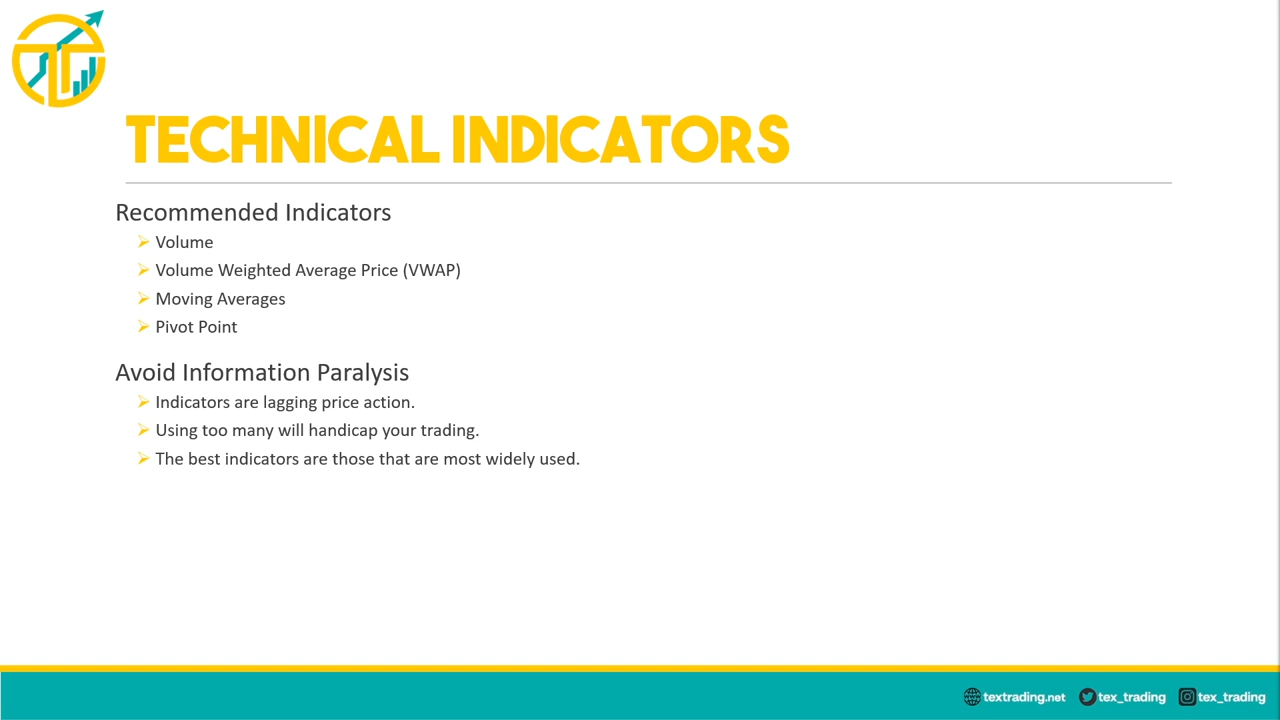 TECHNICAL INDICATORS
Recommended Indicators
Volume
Volume Weighted Average Price (VWAP)
Moving Averages
Pivot Point
Avoid Information Paralysis
Indicators are lagging price action.
Using too many will handicap your trading.
The best indicators are those that are most widely used.
textrading.net tex_trading tex_trading